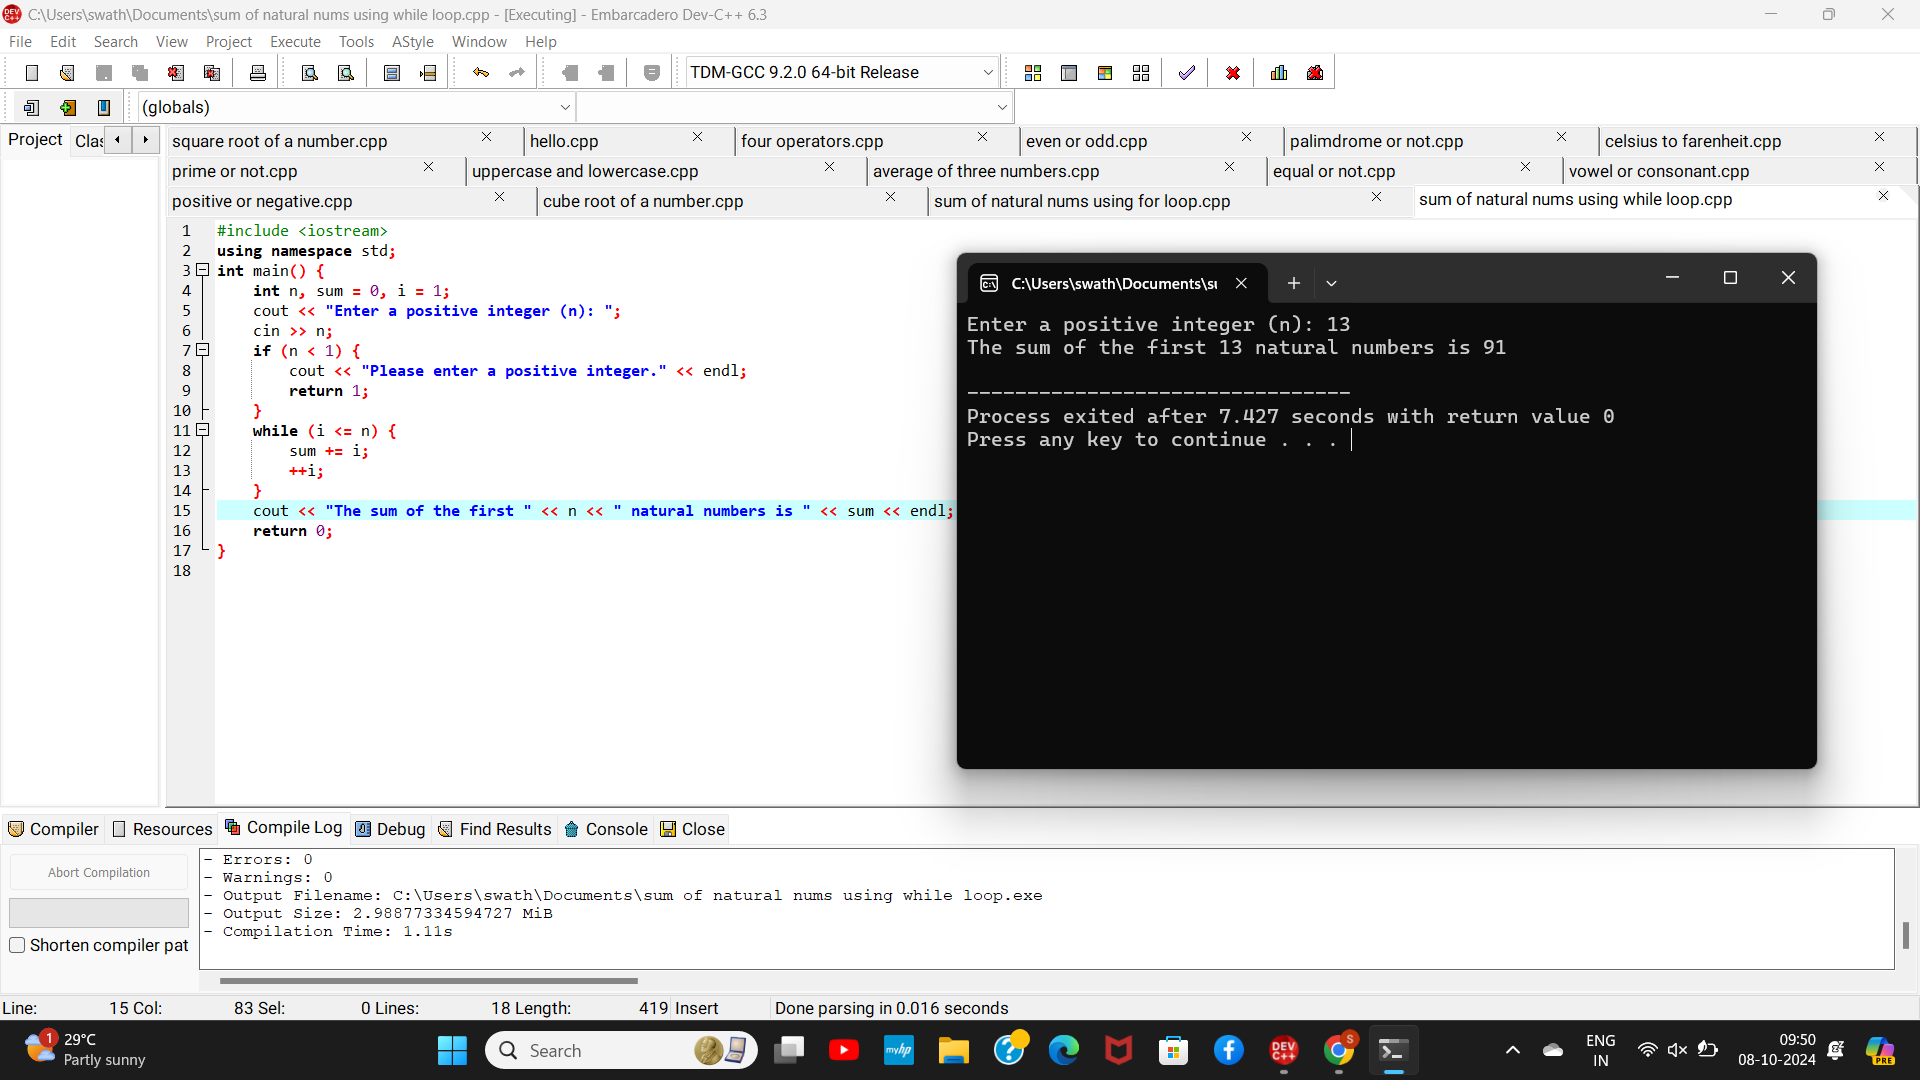 C:\Users\swath\Documents\sum of natural nums using while loop.cpp - [Executing] - Embarcadero Dev-C++ 6.3
File Edit Search View Project Execute Tools AStyle Window Help
TDM-GCC 9.2.0 64-bit Release
(globals)
Project Clas
square root of a number.cpp hello.cpp four operators.cpp even or odd.cpp palimdrome or not.cpp celsius to farenheit.cpp
prime or not.cpp uppercase and lowercase.cpp average of three numbers.cpp equal or not.cpp vowel or consonant.cpp
positive or negative.cpp cube root of a number.cpp sum of natural nums using for loop.cpp sum of natural nums using while loop.cpp
1 #include <iostream>
2 using namespace std;
3 int main() {
4 int n, sum = 0, i = 1;
5 cout << "Enter a positive integer (n): ";
6 cin >> n;
7 if (n < 1) {
8 cout << "Please enter a positive integer." << endl;
9 return 1;
10 }
11 while (i <= n) {
12 sum += i;
13 ++i;
14 }
15 cout << "The sum of the first " << n << " natural numbers is " << sum << endl;
16 return 0;
17 }
18
C:\Users\swath\Documents\su
Enter a positive integer (n): 13
The sum of the first 13 natural numbers is 91
--------------------------------
Process exited after 7.427 seconds with return value 0
Press any key to continue . . .
Compiler Resources Compile Log Debug Find Results Console Close
Abort Compilation
Shorten compiler pat
- Errors: 0
- Warnings: 0
- Output Filename: C:\Users\swath\Documents\sum of natural nums using while loop.exe
- Output Size: 2.98877334594727 MiB
- Compilation Time: 1.11s
Line: 15 Col: 83 Sel: 0 Lines: 18 Length: 419 Insert Done parsing in 0.016 seconds
1
29°C
Partly sunny
Search
myhp
DEV C++
S
ENG
IN
09:50
08-10-2024
PRE